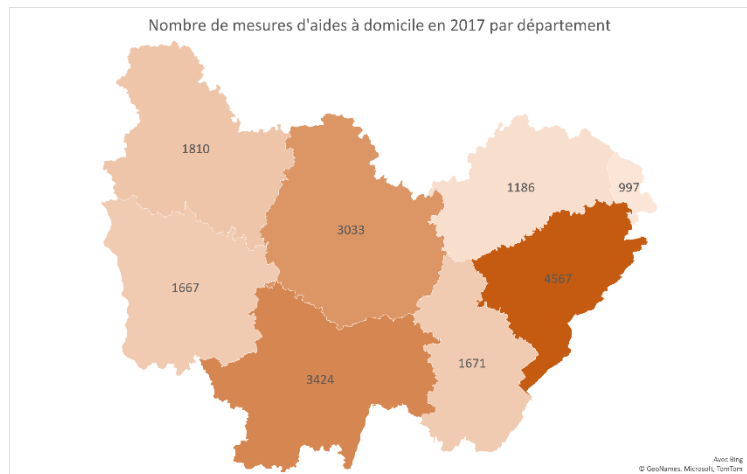 Nombre de mesures d'aides à domicile en 2017 par département
1810
1186
997
3033
4567
1667
1671
3424
Avec Bing
© GeoNames, Microsoft, TomTom